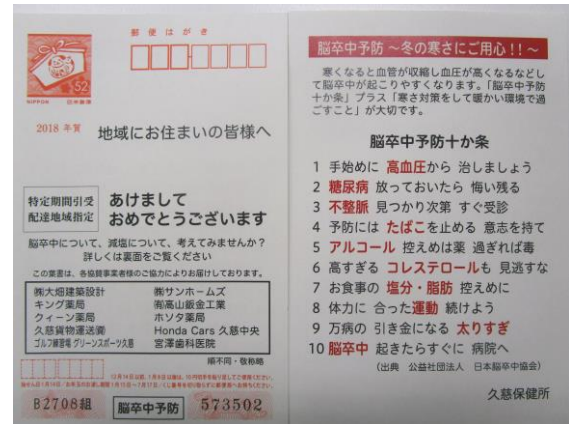 郵便はがき
52
NIPPON 日本郵便
2018 年賀
地域にお住まいの皆様へ
特定期間引受
配達地域指定
あけまして
おめでとうございます
脳卒中について、減塩について、考えてみませんか？
詳しくは裏面をご覧ください
この葉書は、各協賛事業者様のご協力によりお届けしております。
㈱大畑建築設計
キング薬局
クィーン薬局
久慈貨物運送㈱
ゴルフ練習場 グリーンスポーツ久慈
㈱サンホームズ
㈲高山鈑金工業
ホソタ薬局
Honda Cars 久慈中央
宮澤歯科医院
順不同・敬称略
B2708組
脳卒中予防
573502
脳卒中予防 ～冬の寒さにご用心！！～
寒くなると血管が収縮し血圧が高くなるなどし
て脳卒中が起こりやすくなります。「脳卒中予防
十か条」プラス「寒さ対策をして暖かい環境で過
ごすこと」が大切です。
脳卒中予防十か条
1 手始めに 高血圧から 治しましょう
2 糖尿病 放っておいたら 悔い残る
3 不整脈 見つかり次第 すぐ受診
4 予防には たばこを止める 意志を持て
5 アルコール 控えめは薬 過ぎれば毒
6 高すぎる コレステロールも 見逃すな
7 お食事の 塩分・脂肪 控えめに
8 体力に 合った運動 続けよう
9 万病の 引き金になる 太りすぎ
10 脳卒中 起きたらすぐに 病院へ
（出典 公益社団法人 日本脳卒中協会）
久慈保健所